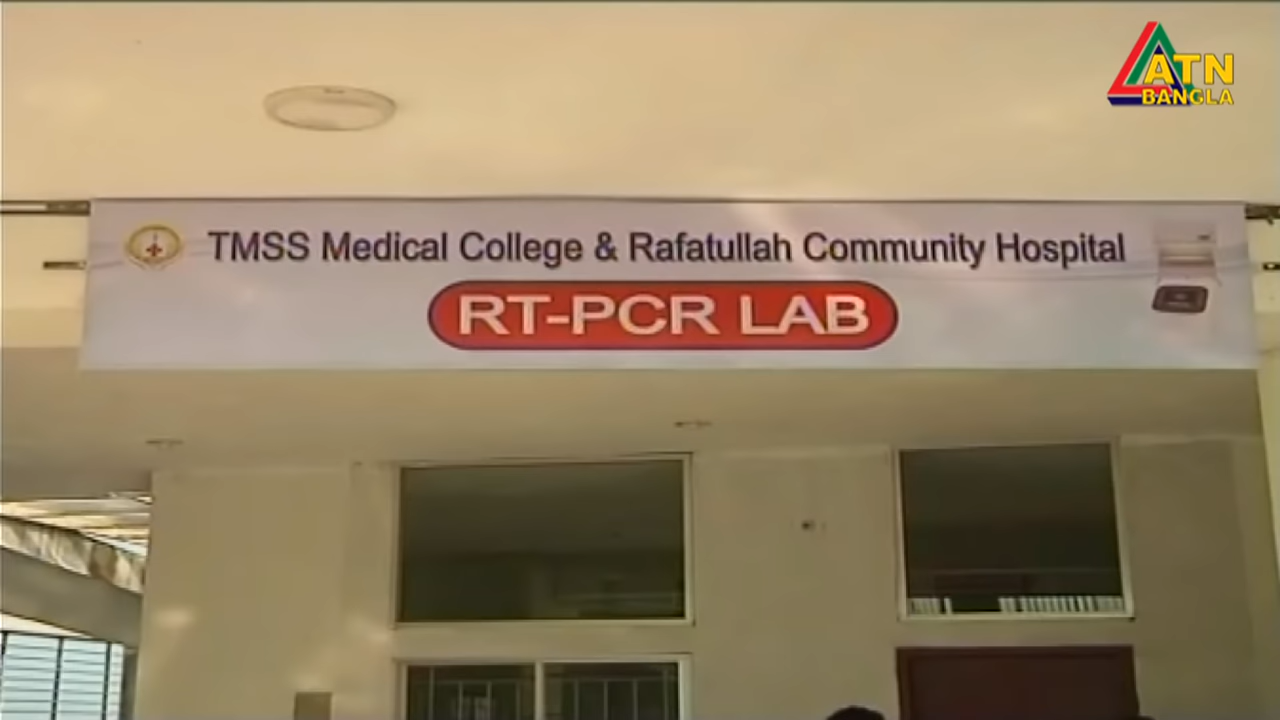 ATN
BANGLA
TMSS Medical College & Rafatullah Community Hospital
RT-PCR LAB